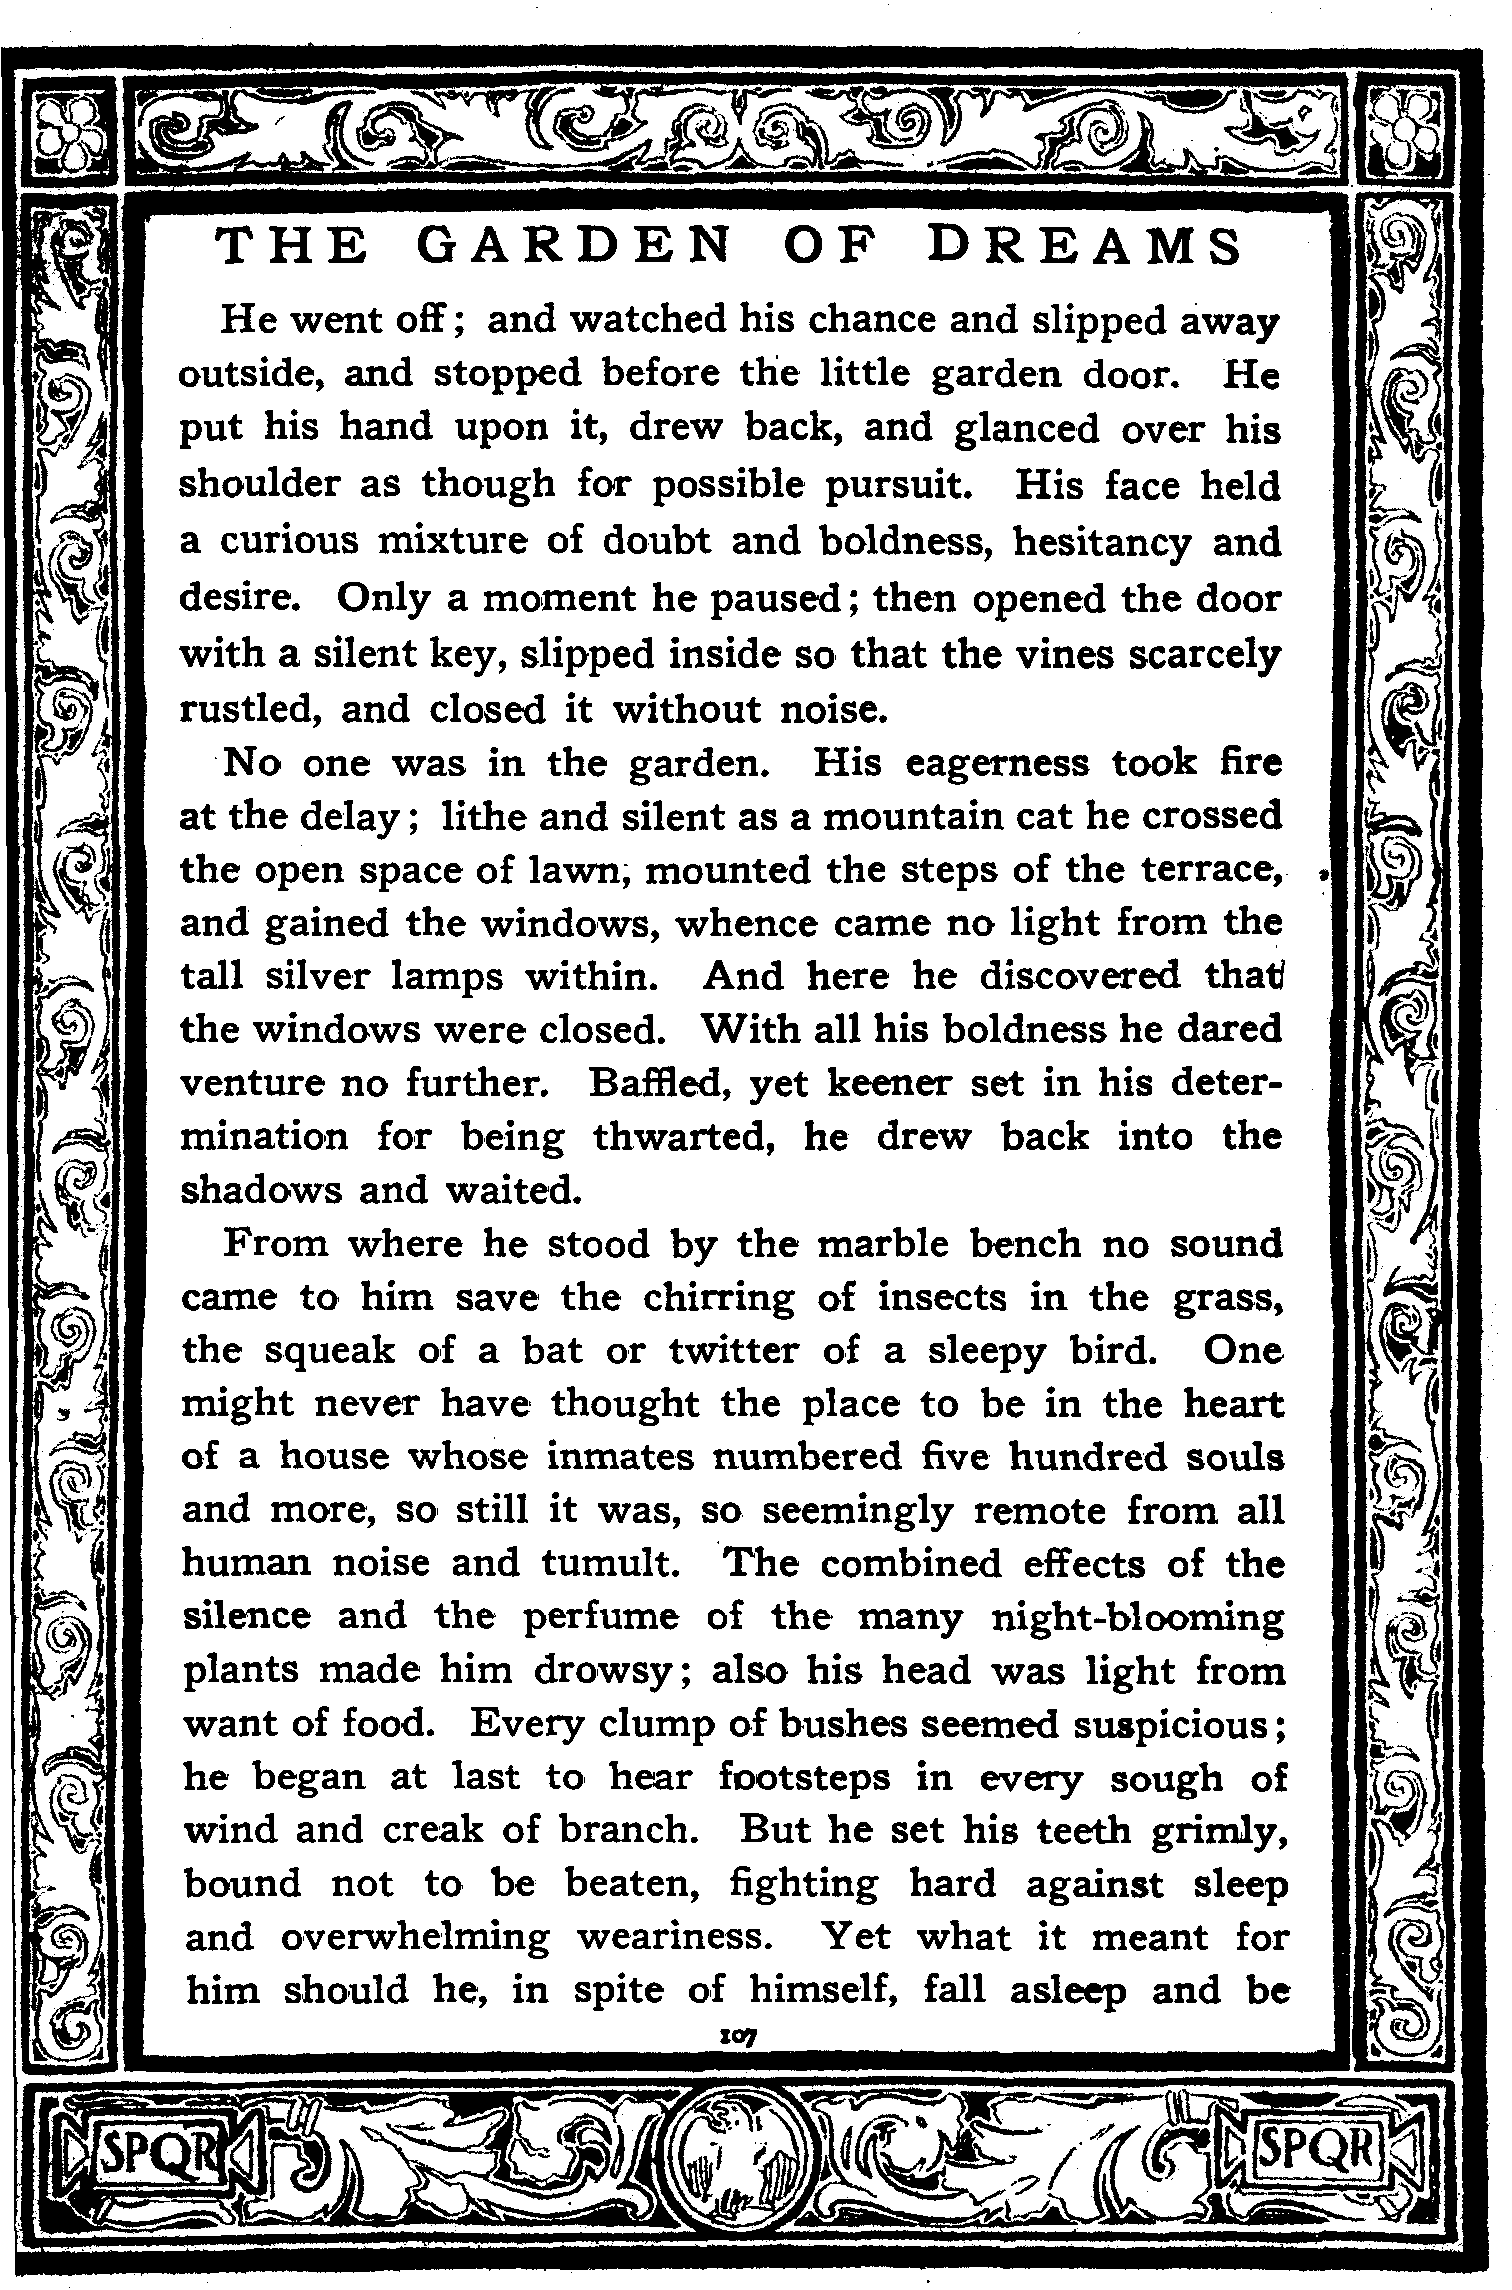 THE GARDEN OF DREAMS
He went off; and watched his chance and slipped away
outside, and stopped before the little garden door. He
put his hand upon it, drew back, and glanced over his
shoulder as though for possible pursuit. His face held
a curious mixture of doubt and boldness, hesitancy and
desire. Only a moment he paused; then opened the door
with a silent key, slipped inside so that the vines scarcely
rustled, and closed it without noise.
No one was in the garden. His eagerness took fire
at the delay; lithe and silent as a mountain cat he crossed
the open space of lawn, mounted the steps of the terrace,
and gained the windows, whence came no light from the
tall silver lamps within. And here he discovered that
the windows were closed. With all his boldness he dared
venture no further. Baffled, yet keener set in his deter-
mination for being thwarted, he drew back into the
shadows and waited.
From where he stood by the marble bench no sound
came to him save the chirring of insects in the grass,
the squeak of a bat or twitter of a sleepy bird. One
might never have thought the place to be in the heart
of a house whose inmates numbered five hundred souls
and more, so still it was, so seemingly remote from all
human noise and tumult. The combined effects of the
silence and the perfume of the many night-blooming
plants made him drowsy; also his head was light from
want of food. Every clump of bushes seemed suspicious;
he began at last to hear footsteps in every sough of
wind and creak of branch. But he set his teeth grimly,
bound not to be beaten, fighting hard against sleep
and overwhelming weariness. Yet what it meant for
him should he, in spite of himself, fall asleep and be
107
SPQR SPQR